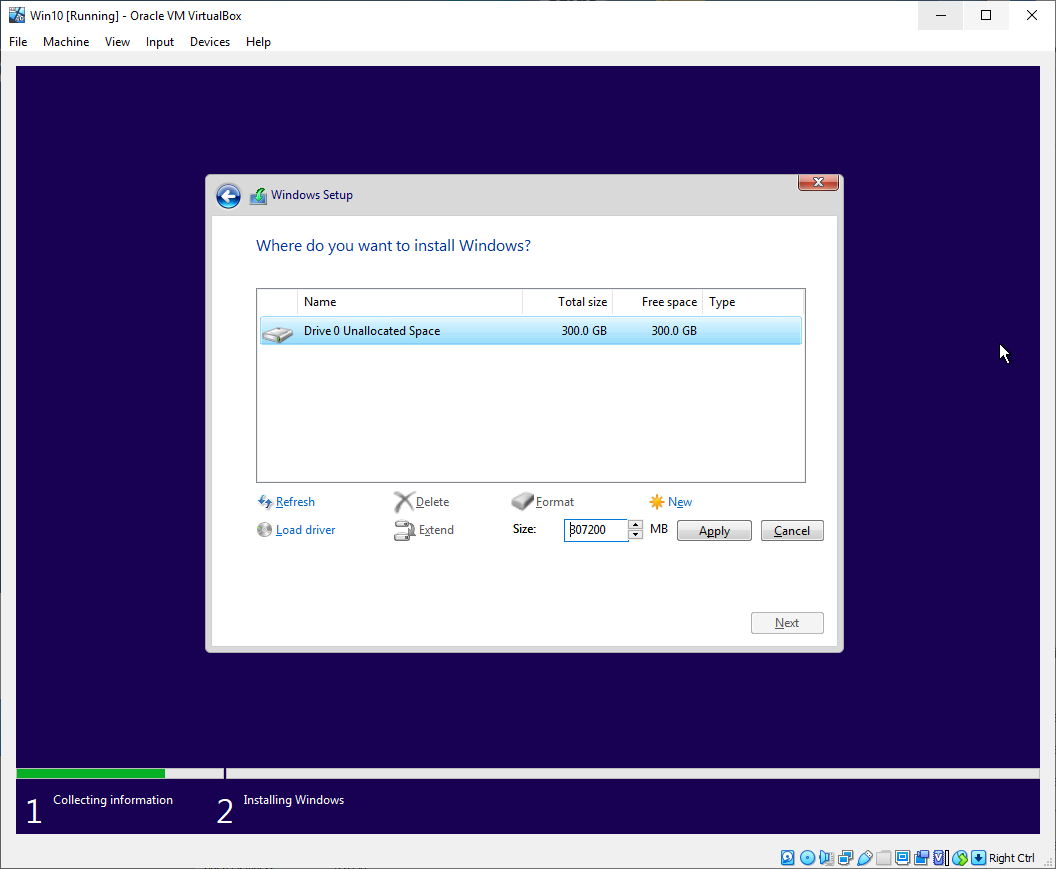 Win10 [Running] - Oracle VM VirtualBox
File Machine View Input Devices Help
Windows Setup
Where do you want to install Windows?
Name Total size Free space Type
Drive 0 Unallocated Space 300.0 GB 300.0 GB
Refresh Delete Format New
Load driver Extend Size: 307200 MB Apply Cancel
Next
1 Collecting information 2 Installing Windows
Right Ctrl